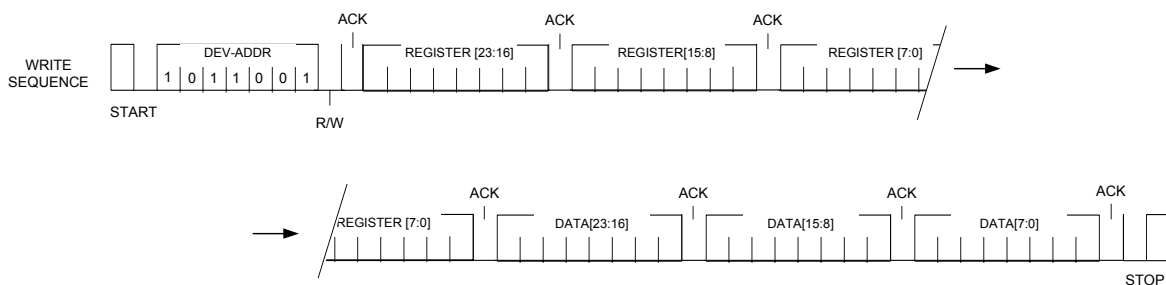 ACK ACK ACK
DEV-ADDR REGISTER [23:16] REGISTER[15:8] REGISTER [7:0]
WRITE
SEQUENCE
1 0 1 1 0 0 1
START
R/W
ACK ACK ACK ACK
REGISTER [7:0] DATA[23:16] DATA[15:8] DATA[7:0]
STOP